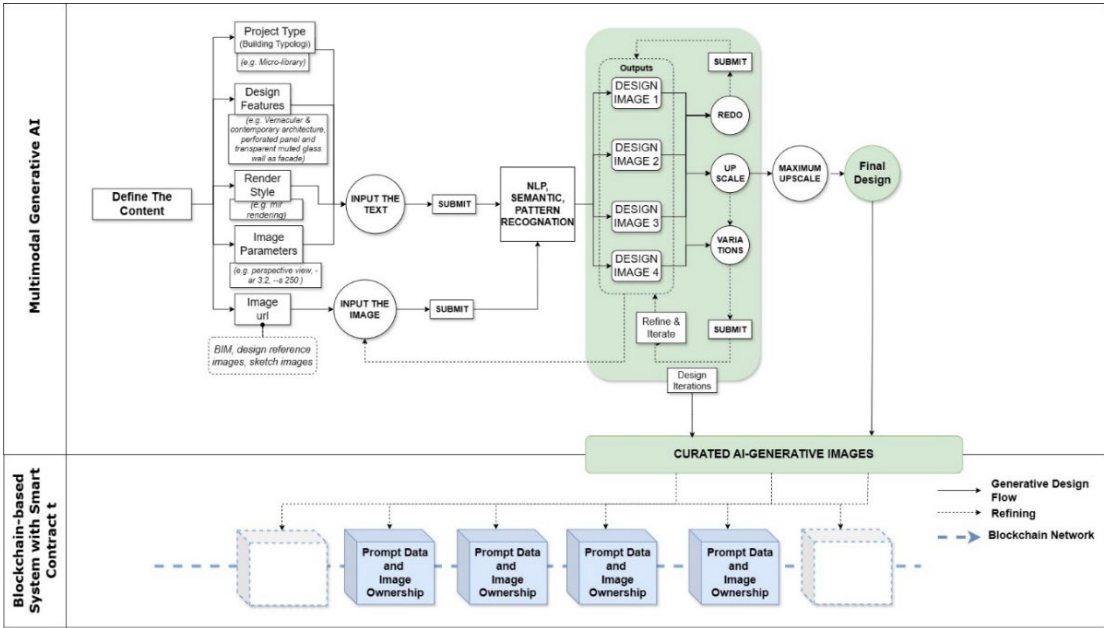 Multimodal Generative AI
Define The
Content
Project Type
(Building Typologi)
(e.g. Micro-library)
Design
Features
(e.g. Vernacular &
contemporary architecture,
perforated panel and
transparent muted glass
wall as facade)
Render
Style
(e.g. mir
rendering)
Image
Parameters
(e.g. perspective view, -
ar 3:2, --s 250 )
Image
url
BIM, design reference
images, sketch images
INPUT THE
TEXT
SUBMIT
INPUT THE
IMAGE
SUBMIT
NLP,
SEMANTIC,
PATTERN
RECOGNATION
Outputs
DESIGN
IMAGE 1
DESIGN
IMAGE 2
DESIGN
IMAGE 3
DESIGN
IMAGE 4
SUBMIT
REDO
UP
SCALE
VARIA
TIONS
SUBMIT
Refine &
Iterate
Design
Iterations
MAXIMUM
UPSCALE
Final
Design
CURATED AI-GENERATIVE IMAGES
Blockchain-based
System with Smart
Contract t
Prompt Data
and
Image
Ownership
Prompt Data
and
Image
Ownership
Prompt Data
and
Image
Ownership
Prompt Data
and
Image
Ownership
Generative Design
Flow
Refining
Blockchain Network